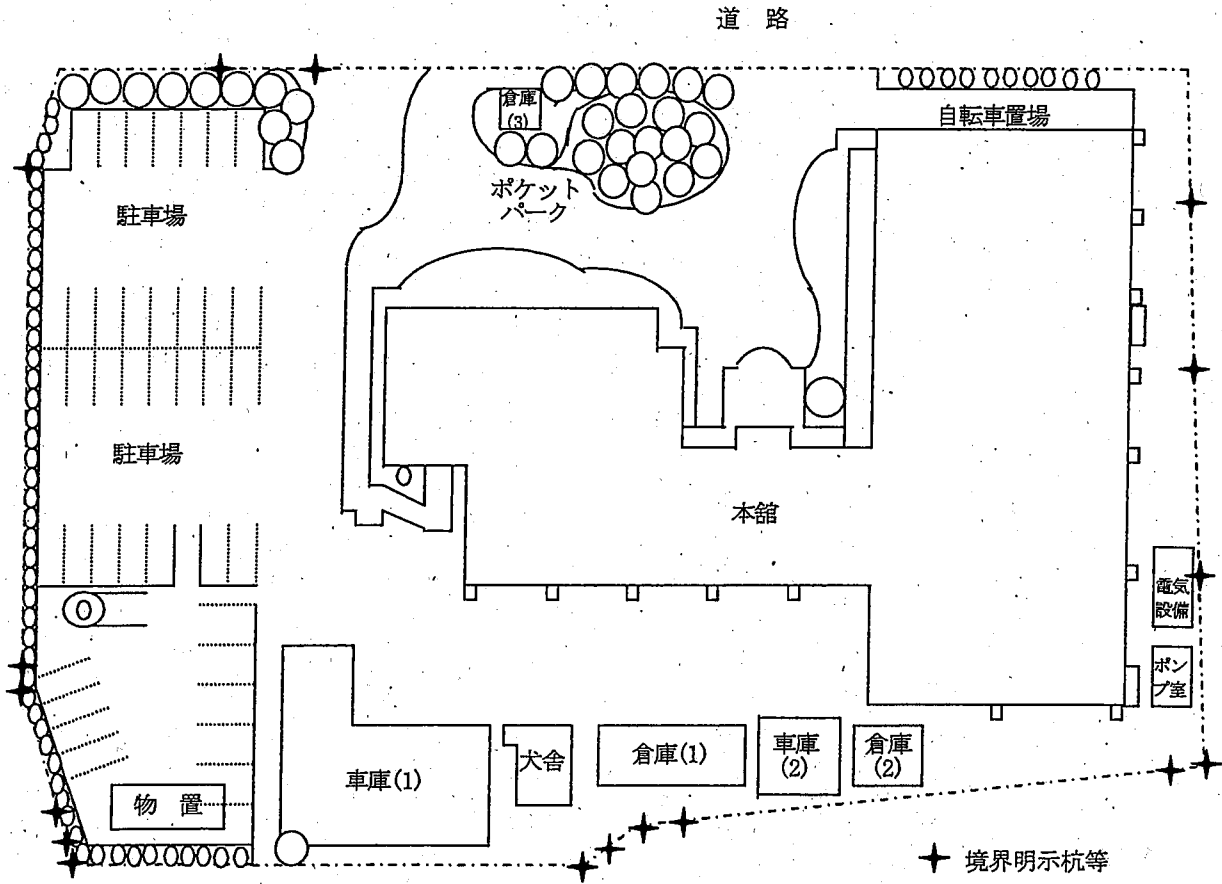 道 路
倉庫
(3)
自転車置場
ポケット
パーク
駐車場
駐車場
本舘
電気
設備
ポン
プ室
車庫(1)
犬舎
倉庫(1)
車庫
(2)
倉庫
(2)
物 置
境界明示杭等